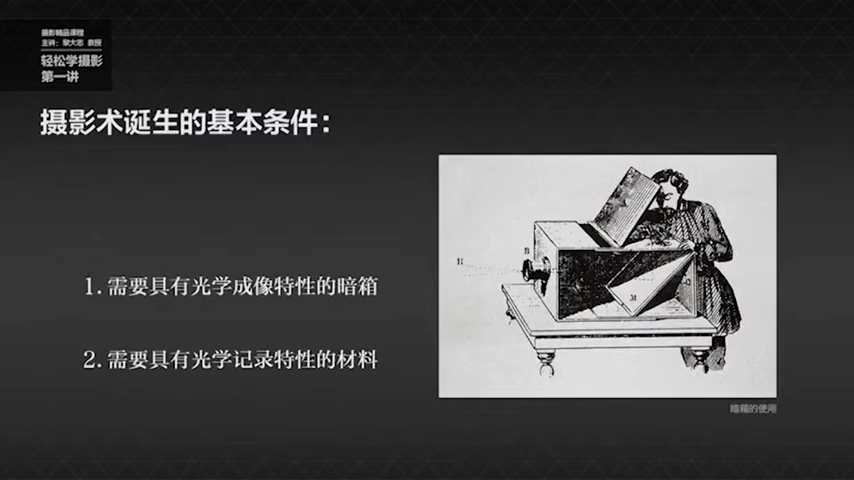 摄影精品课程
主讲：黎大志 教授
轻松学摄影
第一讲
摄影术诞生的基本条件：
1. 需要具有光学成像特性的暗箱
2. 需要具有光学记录特性的材料
B
B
M
暗箱的使用